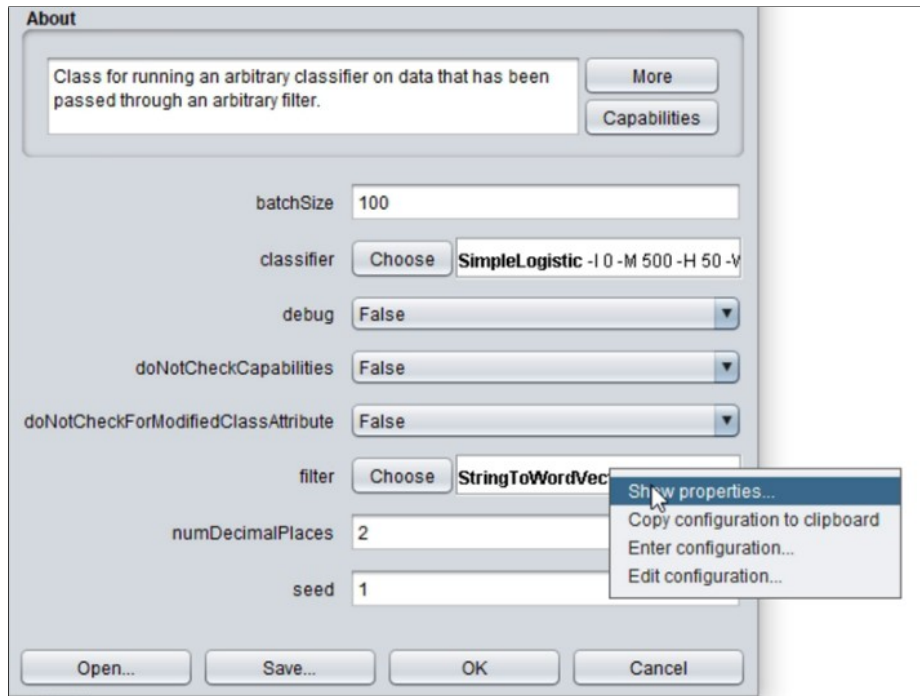 About
Class for running an arbitrary classifier on data that has been
passed through an arbitrary filter.
More
Capabilities
batchSize 100
classifier Choose SimpleLogistic -I 0 -M 500 -H 50 -W
debug False
doNotCheckCapabilities False
doNotCheckForModifiedClassAttribute False
filter Choose StringToWordVec
Show properties...
Copy configuration to clipboard
Enter configuration...
Edit configuration...
numDecimalPlaces 2
seed 1
Open... Save... OK Cancel